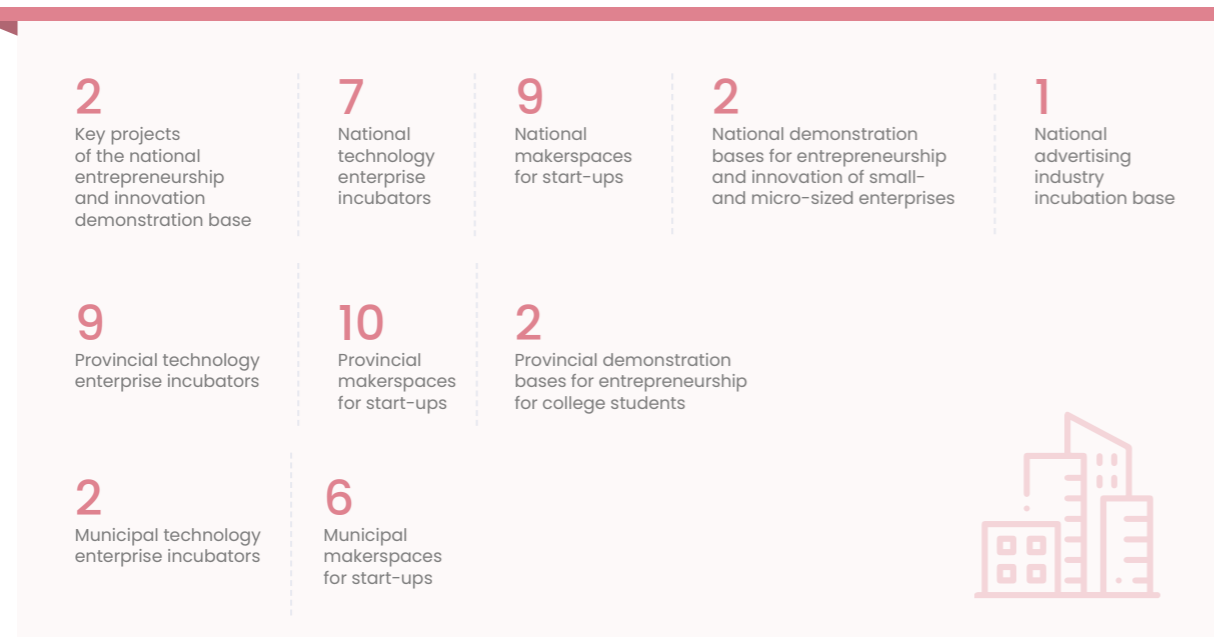 2
Key projects
of the national
entrepreneurship
and innovation
demonstration base
7
National
technology
enterprise
incubators
9
National
makerspaces
for start-ups
2
National demonstration
bases for entrepreneurship
and innovation of small-
and micro-sized enterprises
1
National
advertising
industry
incubation base
9
Provincial technology
enterprise incubators
10
Provincial
makerspaces
for start-ups
2
Provincial demonstration
bases for entrepreneurship
for college students
2
Municipal technology
enterprise incubators
6
Municipal
makerspaces
for start-ups